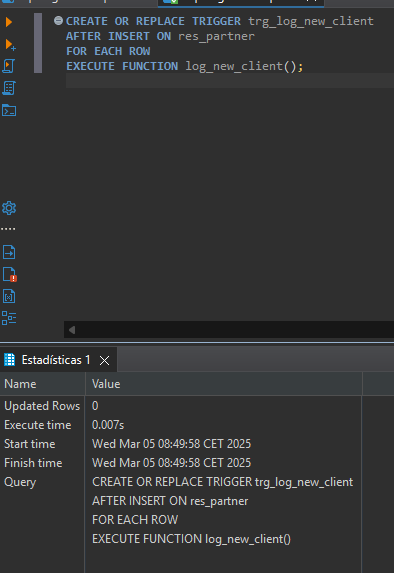 CREATE OR REPLACE TRIGGER trg_log_new_client
AFTER INSERT ON res_partner
FOR EACH ROW
EXECUTE FUNCTION log_new_client();
Estadísticas 1
Name Value
Updated Rows 0
Execute time 0.007s
Start time Wed Mar 05 08:49:58 CET 2025
Finish time Wed Mar 05 08:49:58 CET 2025
Query CREATE OR REPLACE TRIGGER trg_log_new_client
AFTER INSERT ON res_partner
FOR EACH ROW
EXECUTE FUNCTION log_new_client()